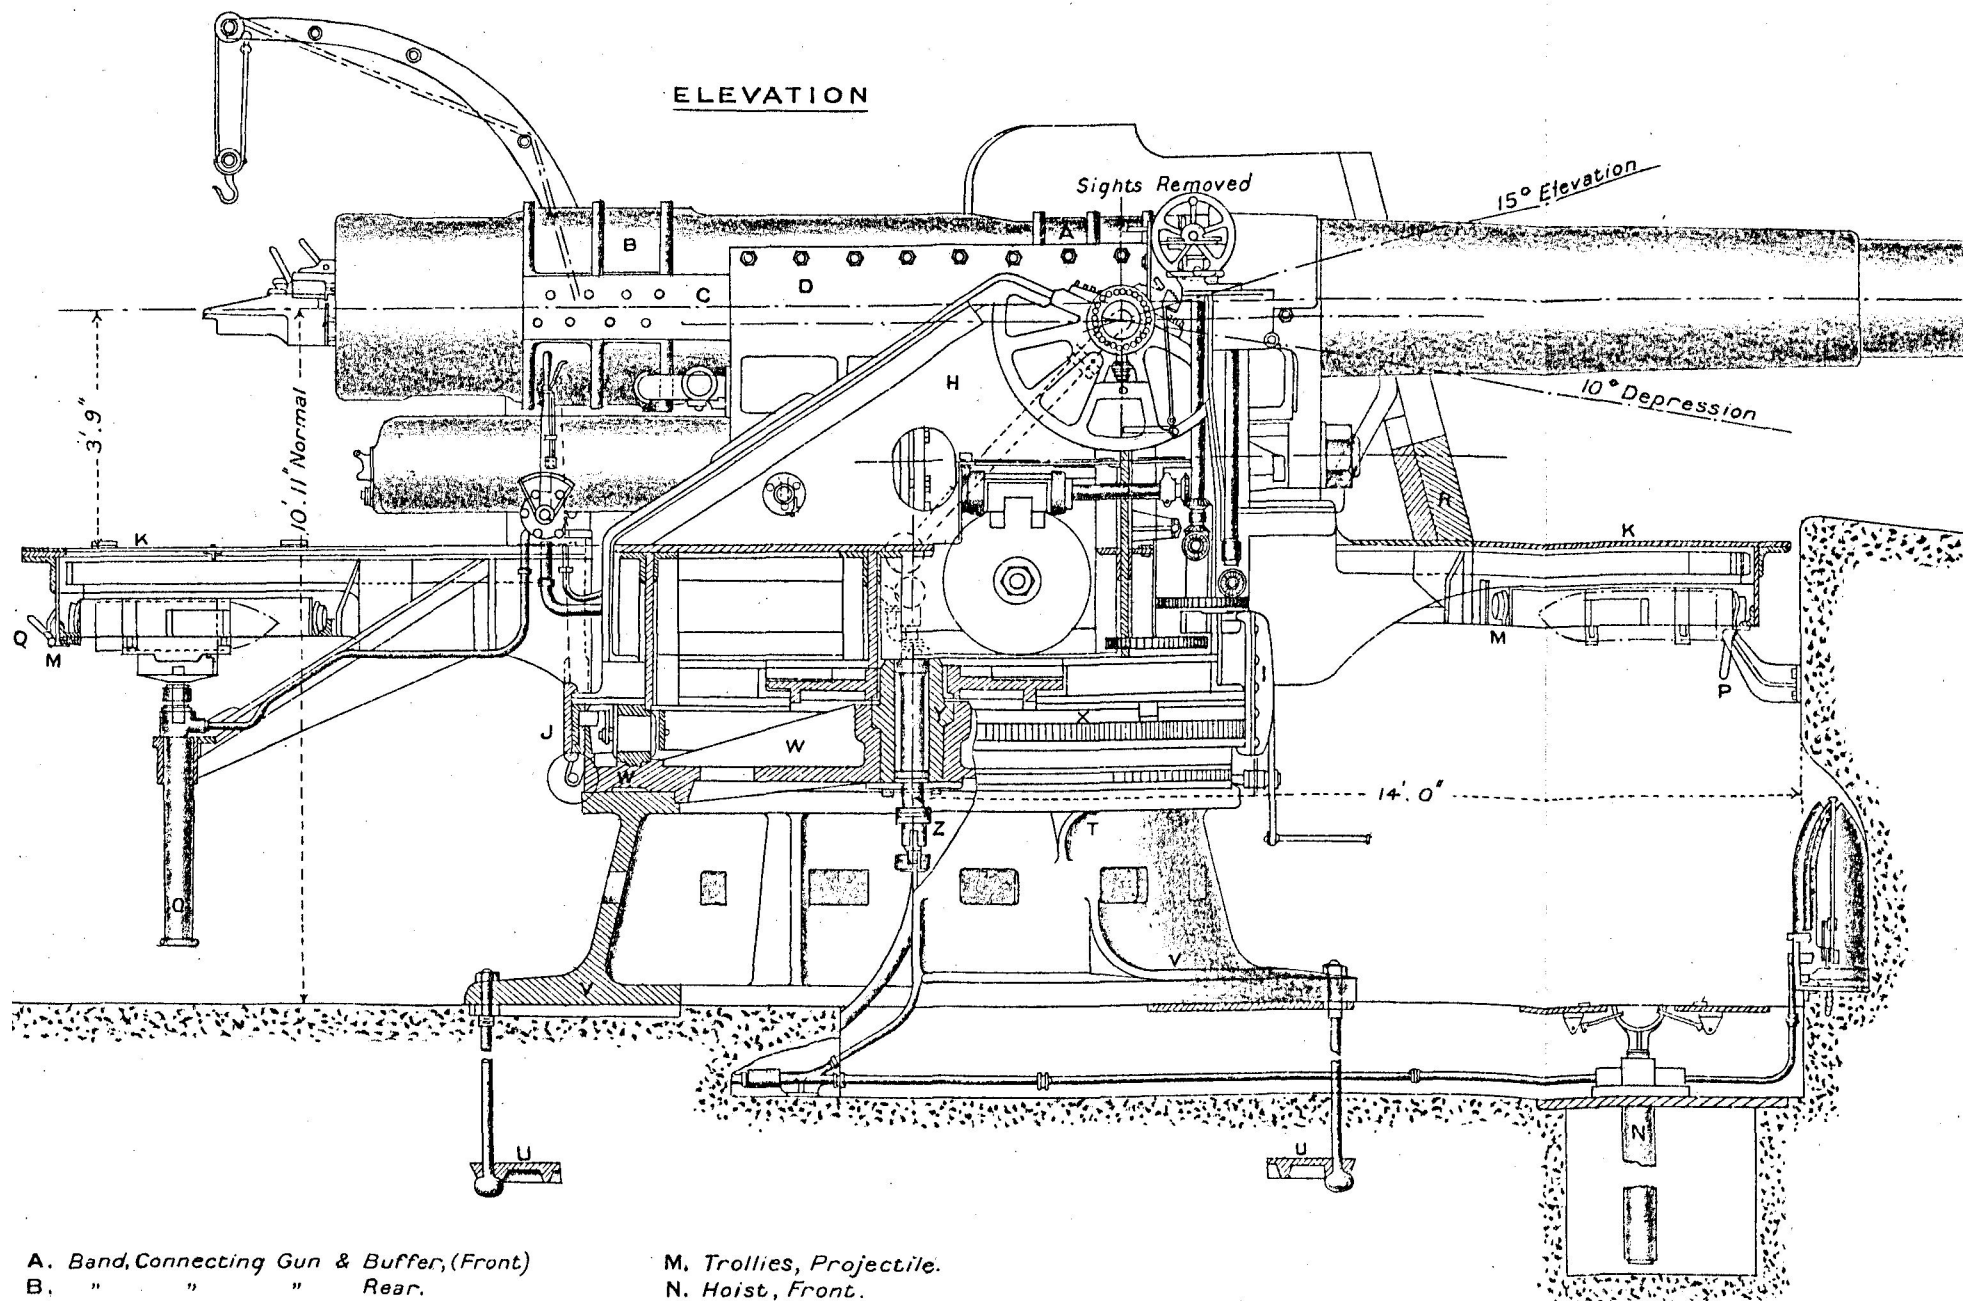 ELEVATION
Sights Removed
15° Elevation
A
B
C
D
H
10° Depression
3'. 9"
10'. 11" Normal
R
K
K
Q
M
M
P
J
X
Y
W
W
14'. 0"
Z
T
Q
V
V
N
U
U
A. Band, Connecting Gun & Buffer, (Front)
B. " " " Rear.
M. Trollies, Projectile.
N. Hoist, Front.